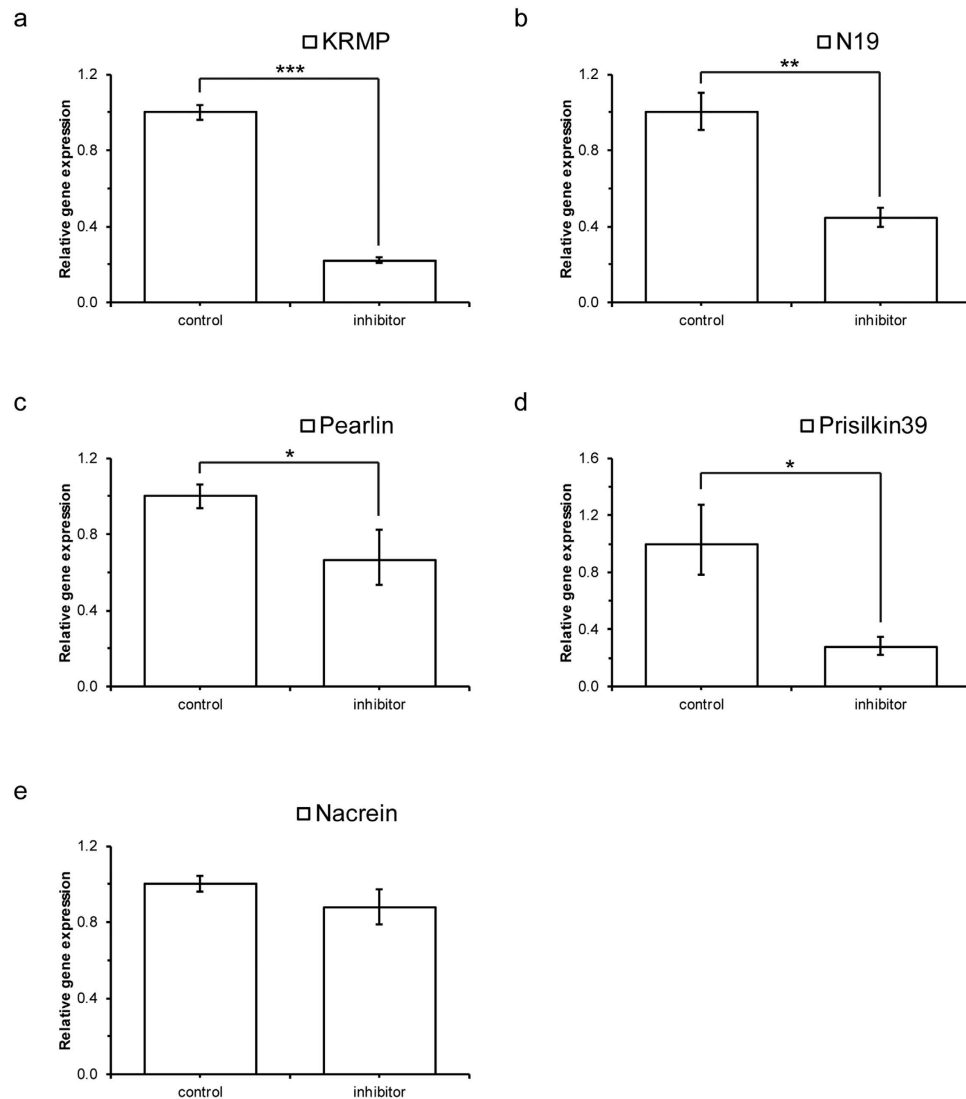 a
KRMP
Relative gene expression
1.2
0.8
0.4
0.0
***
control
inhibitor
b
N19
Relative gene expression
1.2
0.8
0.4
0.0
**
control
inhibitor
c
Pearlin
Relative gene expression
1.2
0.8
0.4
0.0
*
control
inhibitor
d
Prisilkin39
Relative gene expression
1.6
1.2
0.8
0.4
0.0
*
control
inhibitor
e
Nacrein
Relative gene expression
1.2
0.8
0.4
0.0
control
inhibitor